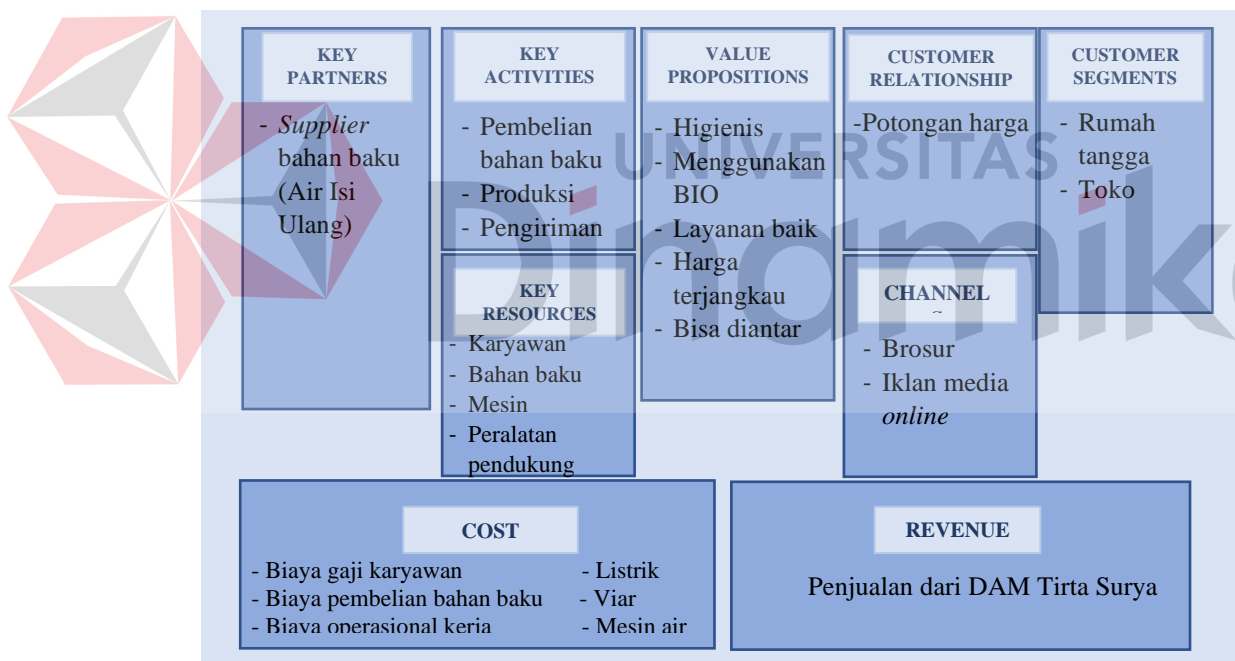 KEY
PARTNERS
- Supplier
bahan baku
(Air Isi
Ulang)
KEY
ACTIVITIES
- Pembelian
bahan baku
- Produksi
- Pengiriman
KEY
RESOURCES
- Karyawan
- Bahan baku
- Mesin
- Peralatan
pendukung
VALUE
PROPOSITIONS
- Higienis
- Menggunakan
BIO
- Layanan baik
- Harga
terjangkau
- Bisa diantar
CUSTOMER
RELATIONSHIP
-Potongan harga
CHANNEL
- Brosur
- Iklan media
online
CUSTOMER
SEGMENTS
- Rumah
tangga
- Toko
COST
- Biaya gaji karyawan - Listrik
- Biaya pembelian bahan baku - Viar
- Biaya operasional kerja - Mesin air
REVENUE
Penjualan dari DAM Tirta Surya
UNIVERSITAS
Dinamika